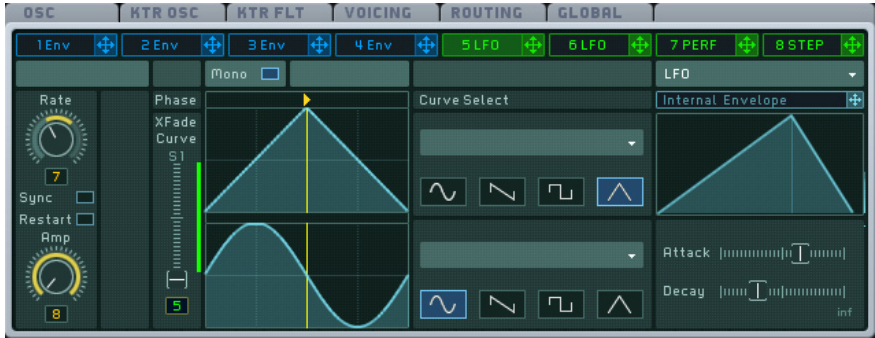 OSC KTR OSC KTR FLT VOICING ROUTING GLOBAL
1 Env 2 Env 3 Env 4 Env 5 LFO 6 LFO 7 PERF 8 STEP
Mono LFO
Rate Phase Curve Select Internal Envelope
XFade
Curve
S1
7
Sync
Restart
Amp
Attack
Decay
5
8
inf